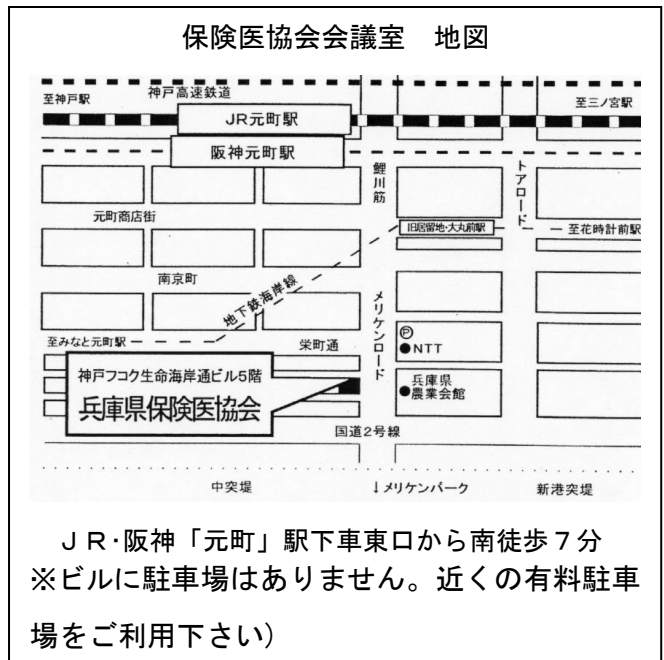 保険医協会会議室　地図
至神戸駅
神戸高速鉄道
至三ノ宮駅
JR元町駅
阪神元町駅
鯉川筋
トアロード
元町商店街
旧居留地・大丸前駅
至花時計前駅
南京町
地下鉄海岸線
メリケンロード
至みなと元町駅
栄町通
Ⓟ
●NTT
神戸フコク生命海岸通ビル5階
兵庫県保険医協会
●兵庫県
農業会館
国道2号線
中突堤
↓メリケンパーク
新港突堤
ＪＲ･阪神「元町」駅下車東口から南徒歩７分
※ビルに駐車場はありません。近くの有料駐車
場をご利用下さい)